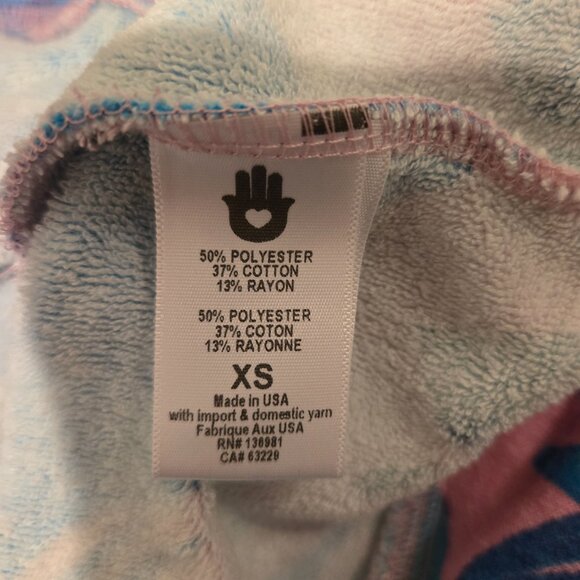 50% POLYESTER
37% COTTON
13% RAYON
50% POLYESTER
37% COTON
13% RAYONNE
XS
Made in USA
with import & domestic yarn
Fabrique Aux USA
RN# 136981
CA# 63229